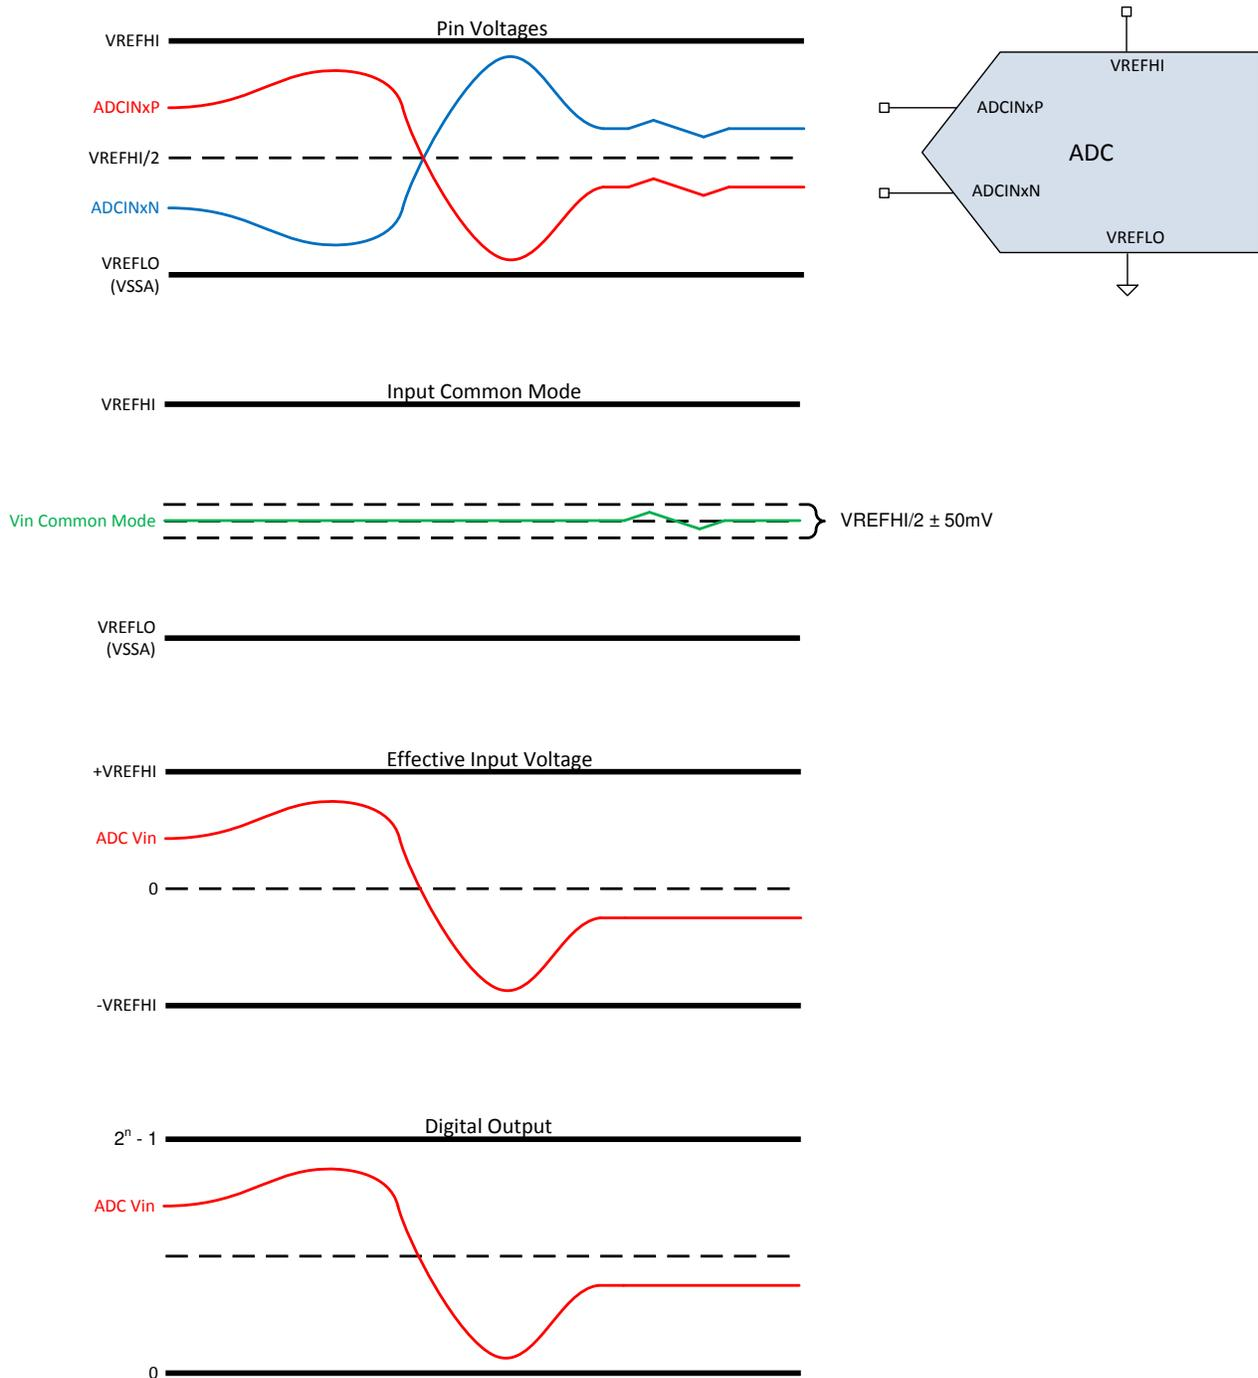 Pin Voltages
VREFHI
ADCINxP
VREFHI/2
ADCINxN
VREFLO
(VSSA)
VREFHI
ADCINxP
ADC
ADCINxN
VREFLO
Input Common Mode
VREFHI
Vin Common Mode
VREFHI/2 ± 50mV
VREFLO
(VSSA)
Effective Input Voltage
+VREFHI
ADC Vin
0
-VREFHI
Digital Output
2ⁿ - 1
ADC Vin
0